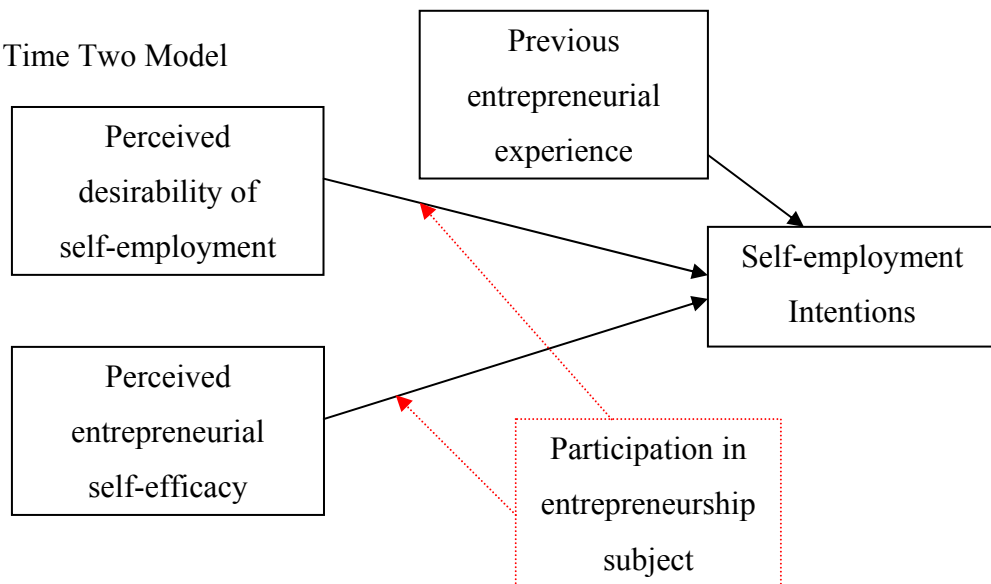 Time Two Model
Previous
entrepreneurial
experience
Perceived
desirability of
self-employment
Self-employment
Intentions
Perceived
entrepreneurial
self-efficacy
Participation in
entrepreneurship
subject